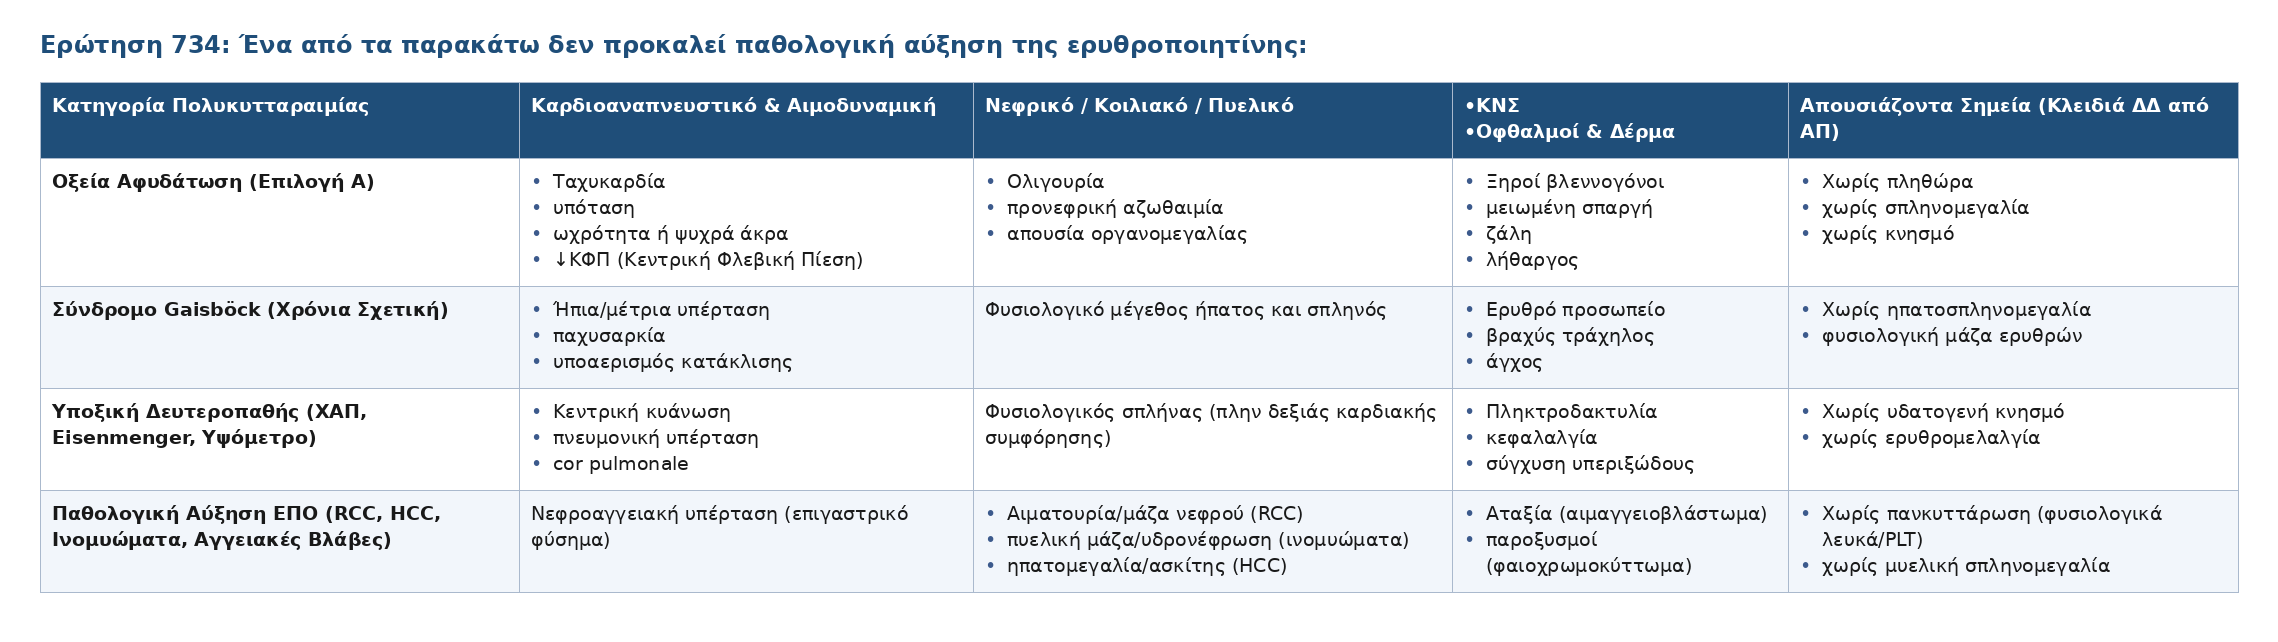 Ερώτηση 734: Ένα από τα παρακάτω δεν προκαλεί παθολογική αύξηση της ερυθροποιητίνης:
Κατηγορία Πολυκυτταραιμίας
Καρδιοαναπνευστικό & Αιμοδυναμική
Νεφρικό / Κοιλιακό / Πυελικό
•ΚΝΣ
•Οφθαλμοί & Δέρμα
Απουσιάζοντα Σημεία (Κλειδιά ΔΔ από
ΑΠ)
Οξεία Αφυδάτωση (Επιλογή Α)
• Ταχυκαρδία
• υπόταση
• ωχρότητα ή ψυχρά άκρα
• ↓ΚΦΠ (Κεντρική Φλεβική Πίεση)
• Ολιγουρία
• προνεφρική αζωθαιμία
• απουσία οργανομεγαλίας
• Ξηροί βλεννογόνοι
• μειωμένη σπαργή
• ζάλη
• λήθαργος
• Χωρίς πληθώρα
• χωρίς σπληνομεγαλία
• χωρίς κνησμό
Σύνδρομο Gaisböck (Χρόνια Σχετική)
• Ήπια/μέτρια υπέρταση
• παχυσαρκία
• υποαερισμός κατάκλισης
Φυσιολογικό μέγεθος ήπατος και σπληνός
• Ερυθρό προσωπείο
• βραχύς τράχηλος
• άγχος
• Χωρίς ηπατοσπληνομεγαλία
• φυσιολογική μάζα ερυθρών
Υποξική Δευτεροπαθής (ΧΑΠ,
Eisenmenger, Υψόμετρο)
• Κεντρική κυάνωση
• πνευμονική υπέρταση
• cor pulmonale
Φυσιολογικός σπλήνας (πλην δεξιάς καρδιακής
συμφόρησης)
• Πληκτροδακτυλία
• κεφαλαλγία
• σύγχυση υπεριξώδους
• Χωρίς υδατογενή κνησμό
• χωρίς ερυθρομελαλγία
Παθολογική Αύξηση ΕΠΟ (RCC, HCC,
Ινομυώματα, Αγγειακές Βλάβες)
Νεφροαγγειακή υπέρταση (επιγαστρικό
φύσημα)
• Αιματουρία/μάζα νεφρού (RCC)
• πυελική μάζα/υδρονέφρωση (ινομυώματα)
• ηπατομεγαλία/ασκίτης (HCC)
• Αταξία (αιμαγγειοβλάστωμα)
• παροξυσμοί
(φαιοχρωμοκύττωμα)
• Χωρίς πανκυττάρωση (φυσιολογικά
λευκά/PLT)
• χωρίς μυελική σπληνομεγαλία